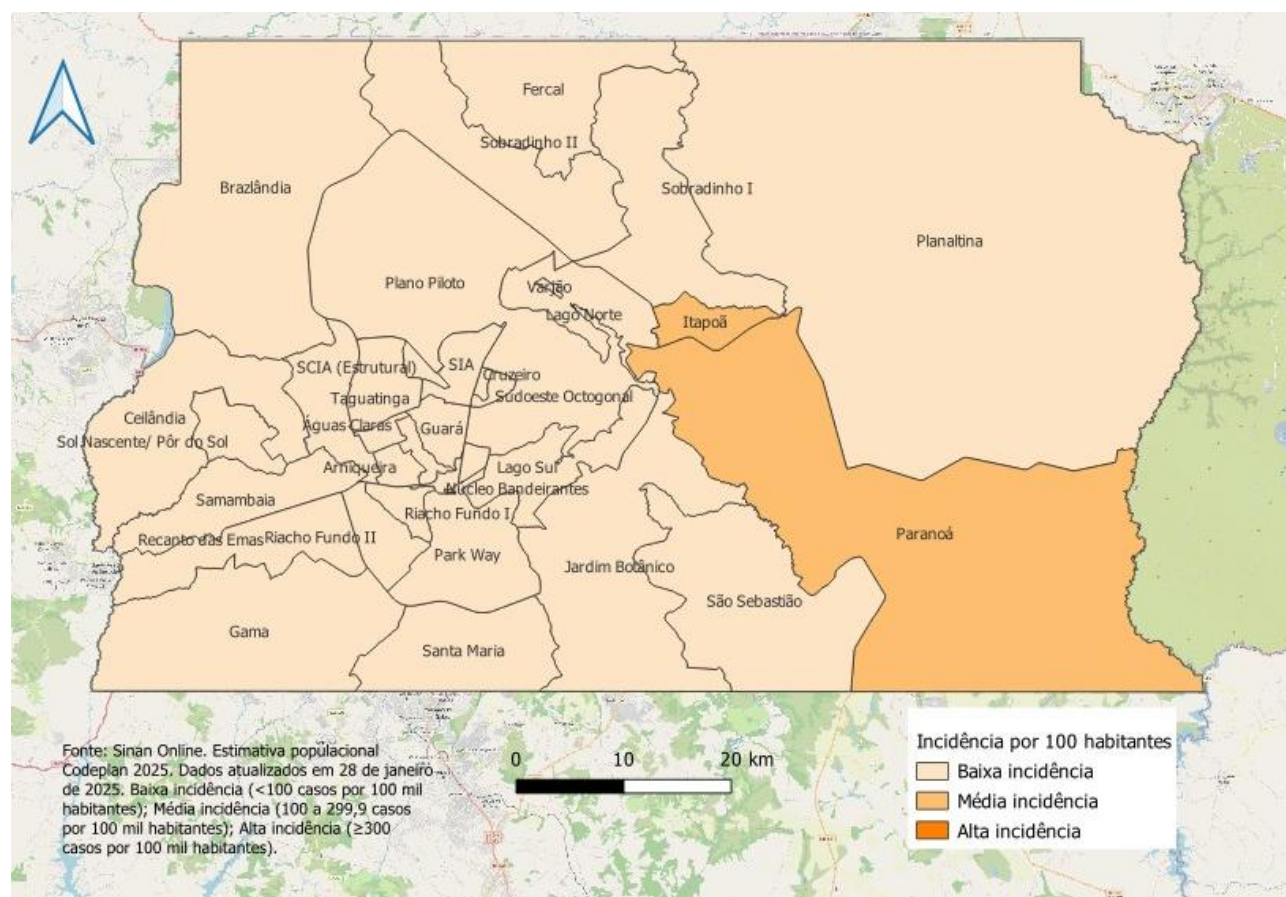 Fercal
Sobradinho II
Brazlândia
Sobradinho I
Planaltina
Plano Piloto
Varjão
Lago Norte
Itapoã
SCIA (Estrutural)
SIA
Cruzeiro
Taguatinga
Sudoeste Octogonal
Ceilândia
Águas Claras
Guará
Sol Nascente/ Pôr do Sol
Arniqueira
Lago Sul
Núcleo Bandeirantes
Samambaia
Riacho Fundo I
Recanto das Emas
Riacho Fundo II
Park Way
Paranoá
Jardim Botânico
São Sebastião
Gama
Santa Maria
Fonte: Sinan Online. Estimativa populacional
Codeplan 2025. Dados atualizados em 28 de janeiro
de 2025. Baixa incidência (<100 casos por 100 mil
habitantes); Média incidência (100 a 299,9 casos
por 100 mil habitantes); Alta incidência (≥300
casos por 100 mil habitantes).
0 10 20 km
Incidência por 100 habitantes
Baixa incidência
Média incidência
Alta incidência